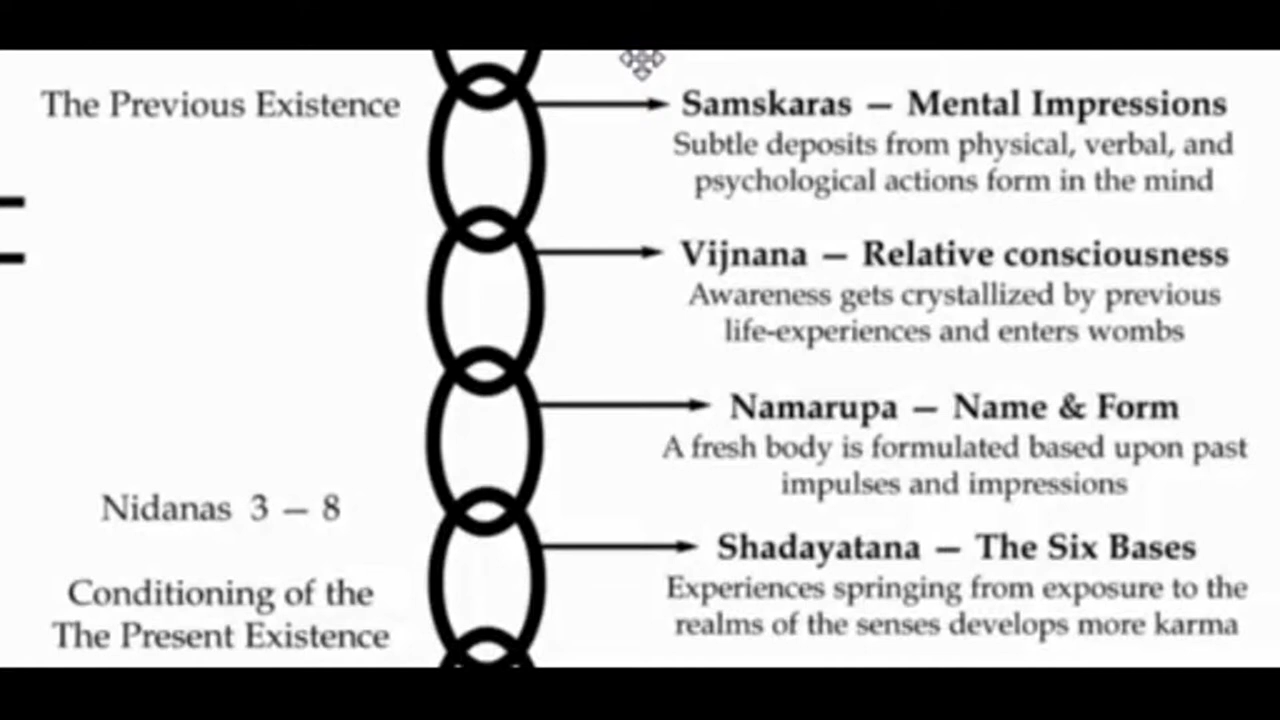 The Previous Existence
Samskaras — Mental Impressions
Subtle deposits from physical, verbal, and
psychological actions form in the mind
Vijnana — Relative consciousness
Awareness gets crystallized by previous
life-experiences and enters wombs
Namarupa — Name & Form
A fresh body is formulated based upon past
impulses and impressions
Nidanas 3 — 8
Shadayatana — The Six Bases
Experiences springing from exposure to the
realms of the senses develops more karma
Conditioning of the
The Present Existence